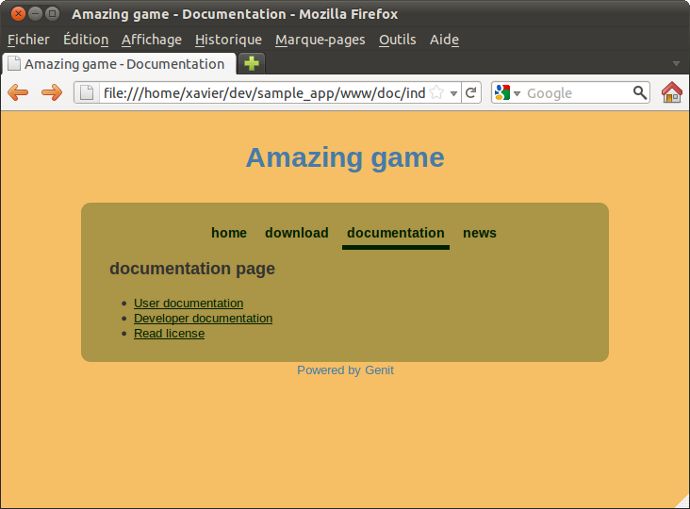 Amazing game - Documentation - Mozilla Firefox
Fichier Édition Affichage Historique Marque-pages Outils Aide
Amazing game - Documentation
file:///home/xavier/dev/sample_app/www/doc/ind Google
Amazing game
home download documentation news
documentation page
User documentation
Developer documentation
Read license
Powered by Genit